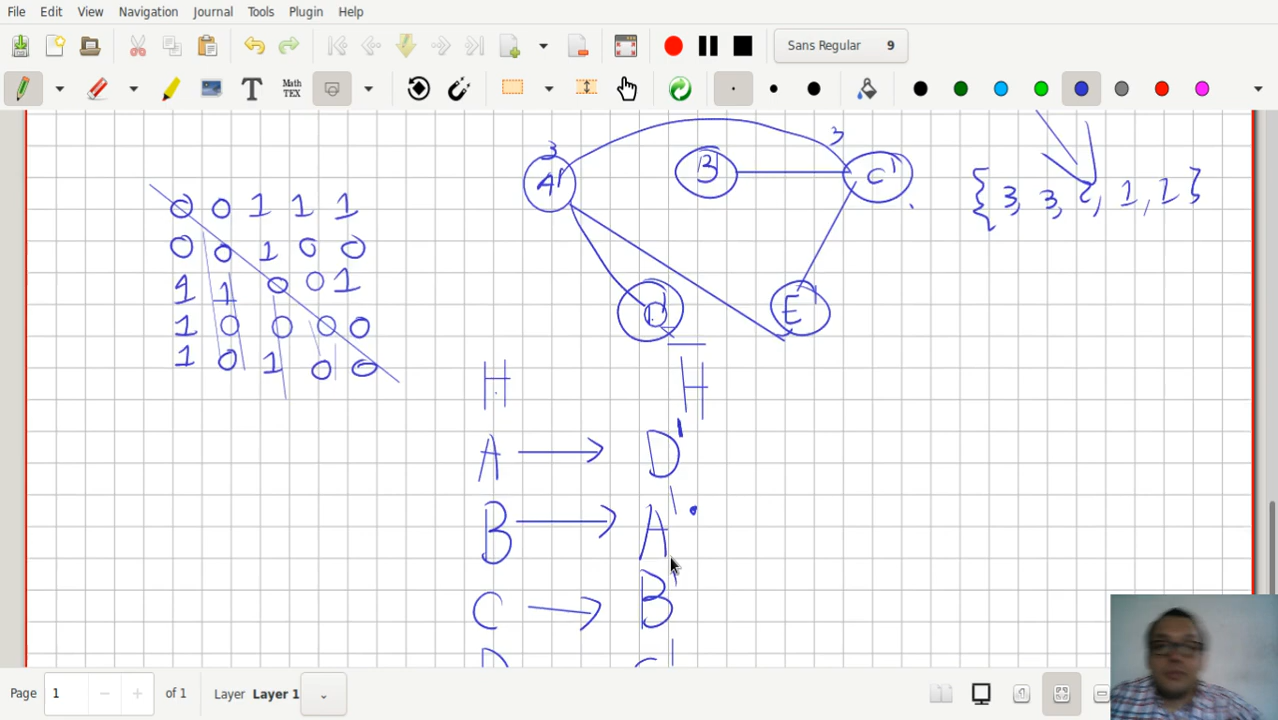 File Edit View Navigation Journal Tools Plugin Help
Sans Regular 9
T Math TEX
3 3
A' B C'
{ 3, 3, 2, 1, 1 }
0 0 1 1 1
0 0 1 0 0
1 1 0 0 1
1 0 0 0 0
1 0 1 0 0
D' E'
H H
A → D'
B → A'
C → B'
D C'
Page 1 of 1 Layer Layer 1